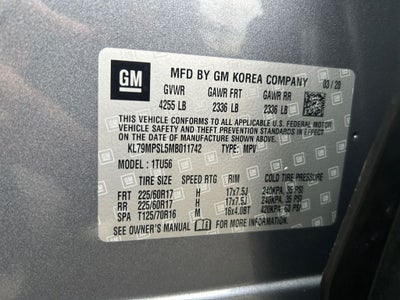 GM
MFD BY GM KOREA COMPANY 03 / 20
GVWR GAWR FRT GAWR RR
4255 LB 2336 LB 2336 LB
THIS VEHICLE CONFORMS TO ALL APPLICABLE U.S. FEDERAL MOTOR
VEHICLE SAFETY, BUMPER, AND THEFT PREVENTION STANDARDS IN
EFFECT ON THE DATE OF MANUFACTURE SHOWN ABOVE.
KL79MPSL5MB011742 TYPE: MPV
MODEL : 1TU56
TIRE SIZE SPEED RTG RIM COLD TIRE PRESSURE
FRT 225/60R17 H 17x7.5J 240KPA, 35 PSI
RR 225/60R17 H 17x7.5J 240KPA, 35 PSI
SPA T125/70R16 M 16x4.0BT 420KPA, 60 PSI
SEE OWNER'S MANUAL FOR MORE INFORMATION.